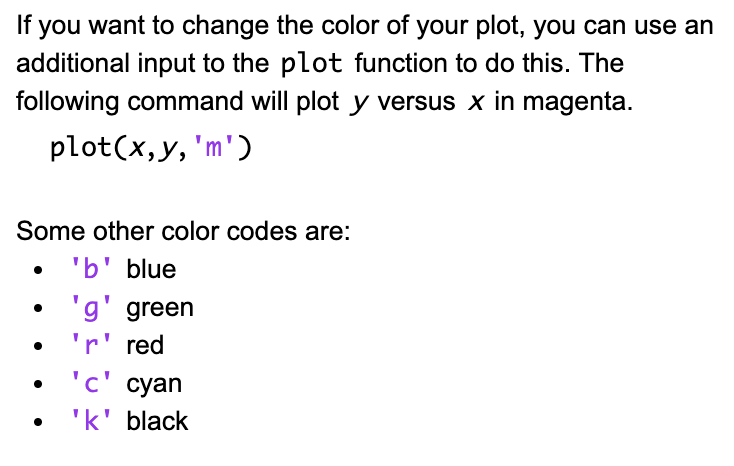 If you want to change the color of your plot, you can use an
additional input to the plot function to do this. The
following command will plot y versus x in magenta.
plot(x,y,'m')
Some other color codes are:
• 'b' blue
• 'g' green
• 'r' red
• 'c' cyan
• 'k' black